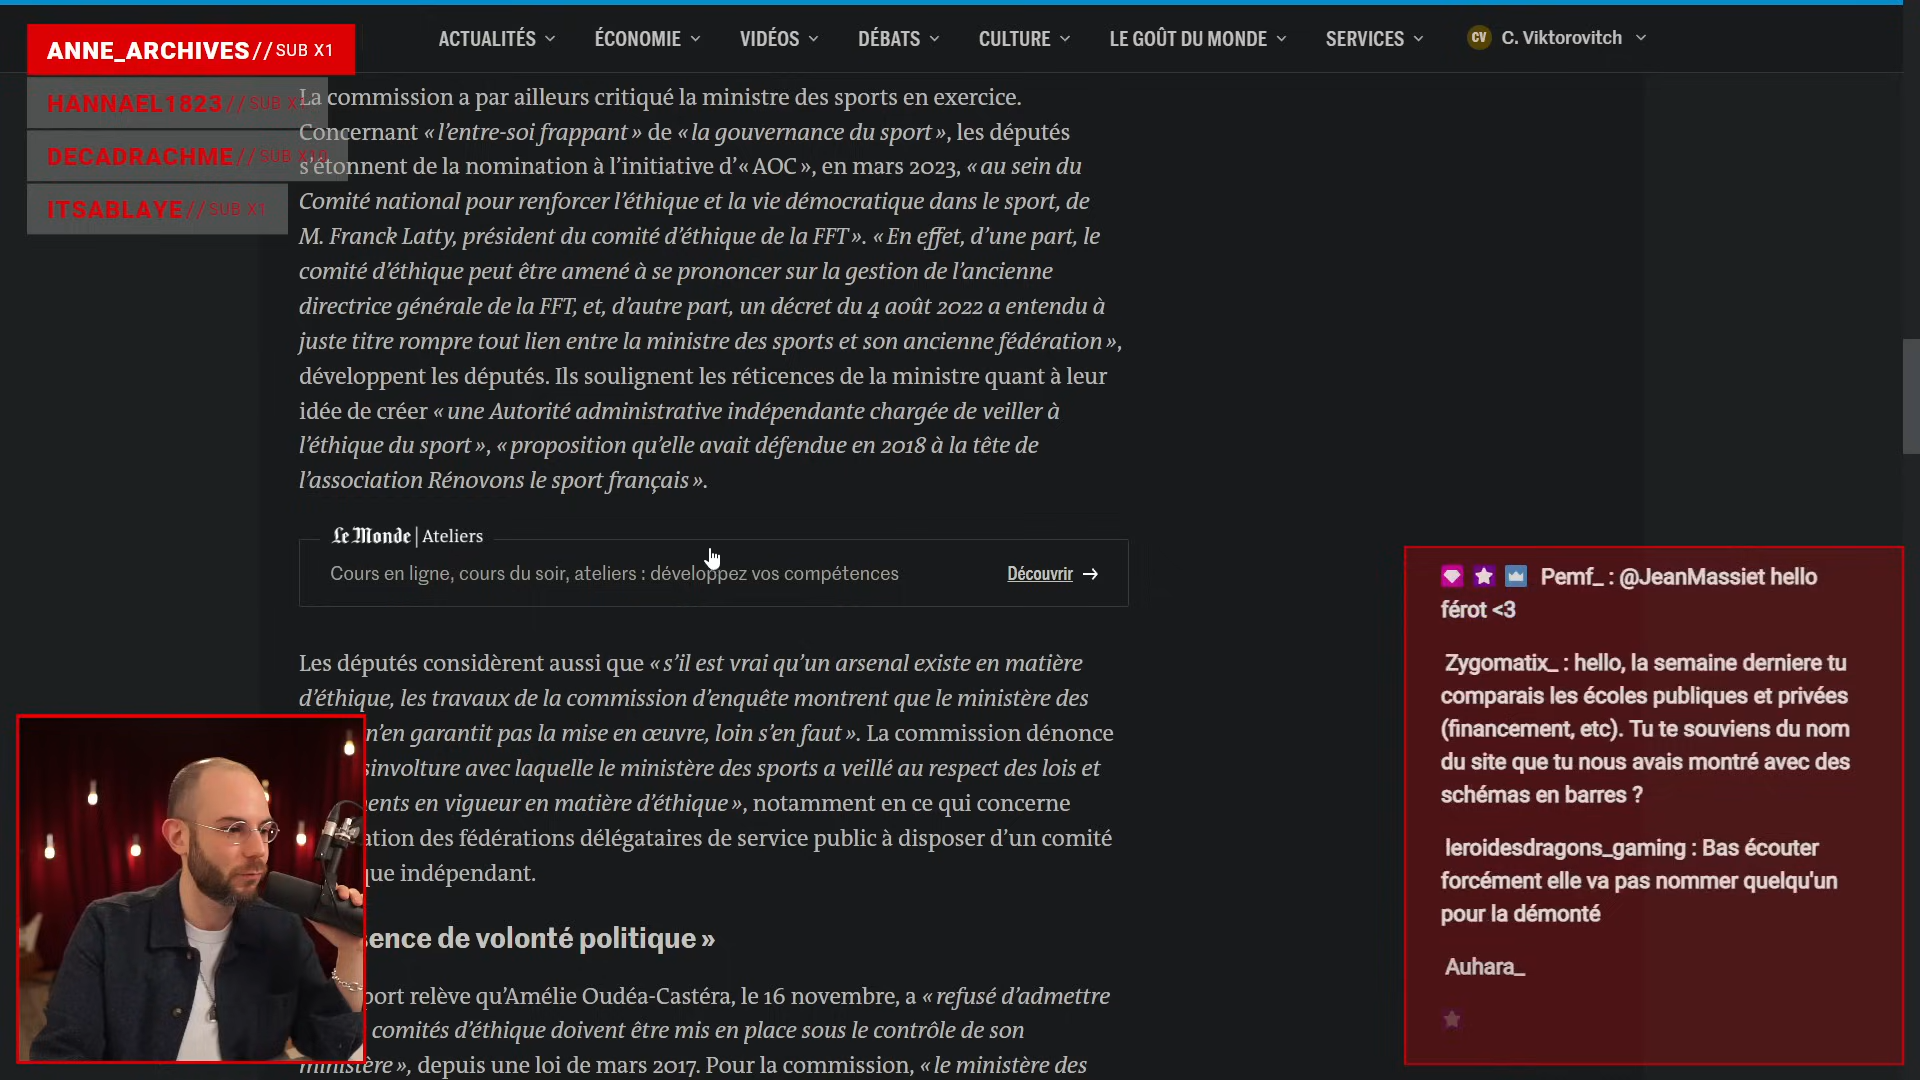 ACTUALITÉS
ÉCONOMIE
VIDÉOS
DÉBATS
CULTURE
LE GOÛT DU MONDE
SERVICES
CV C. Viktorovitch
ANNE_ARCHIVES// SUB X1
HANNAEL1823// SUB
DECADRACHME// SUB
ITSABLAYE// SUB X1
La commission a par ailleurs critiqué la ministre des sports en exercice.
Concernant « l’entre-soi frappant » de « la gouvernance du sport », les députés
s’étonnent de la nomination à l’initiative d’« AOC », en mars 2023, « au sein du
Comité national pour renforcer l’éthique et la vie démocratique dans le sport, de
M. Franck Latty, président du comité d’éthique de la FFT ». « En effet, d’une part, le
comité d’éthique peut être amené à se prononcer sur la gestion de l’ancienne
directrice générale de la FFT, et, d’autre part, un décret du 4 août 2022 a entendu à
juste titre rompre tout lien entre la ministre des sports et son ancienne fédération »,
développent les députés. Ils soulignent les réticences de la ministre quant à leur
idée de créer « une Autorité administrative indépendante chargée de veiller à
l’éthique du sport », « proposition qu’elle avait défendue en 2018 à la tête de
l’association Rénovons le sport français ».
Le Monde | Ateliers
Cours en ligne, cours du soir, ateliers : développez vos compétences
Découvrir →
Les députés considèrent aussi que « s’il est vrai qu’un arsenal existe en matière
d’éthique, les travaux de la commission d’enquête montrent que le ministère des
n’en garantit pas la mise en œuvre, loin s’en faut ». La commission dénonce
sinvolture avec laquelle le ministère des sports a veillé au respect des lois et
ents en vigueur en matière d’éthique », notamment en ce qui concerne
ation des fédérations délégataires de service public à disposer d’un comité
que indépendant.
sence de volonté politique »
port relève qu’Amélie Oudéa-Castéra, le 16 novembre, a « refusé d’admettre
comités d’éthique doivent être mis en place sous le contrôle de son
ministère », depuis une loi de mars 2017. Pour la commission, « le ministère des
Pemf_ : @JeanMassiet hello
férot <3
Zygomatix_ : hello, la semaine derniere tu
comparais les écoles publiques et privées
(financement, etc). Tu te souviens du nom
du site que tu nous avais montré avec des
schémas en barres ?
leroidesdragons_gaming : Bas écouter
forcément elle va pas nommer quelqu'un
pour la démonté
Auhara_